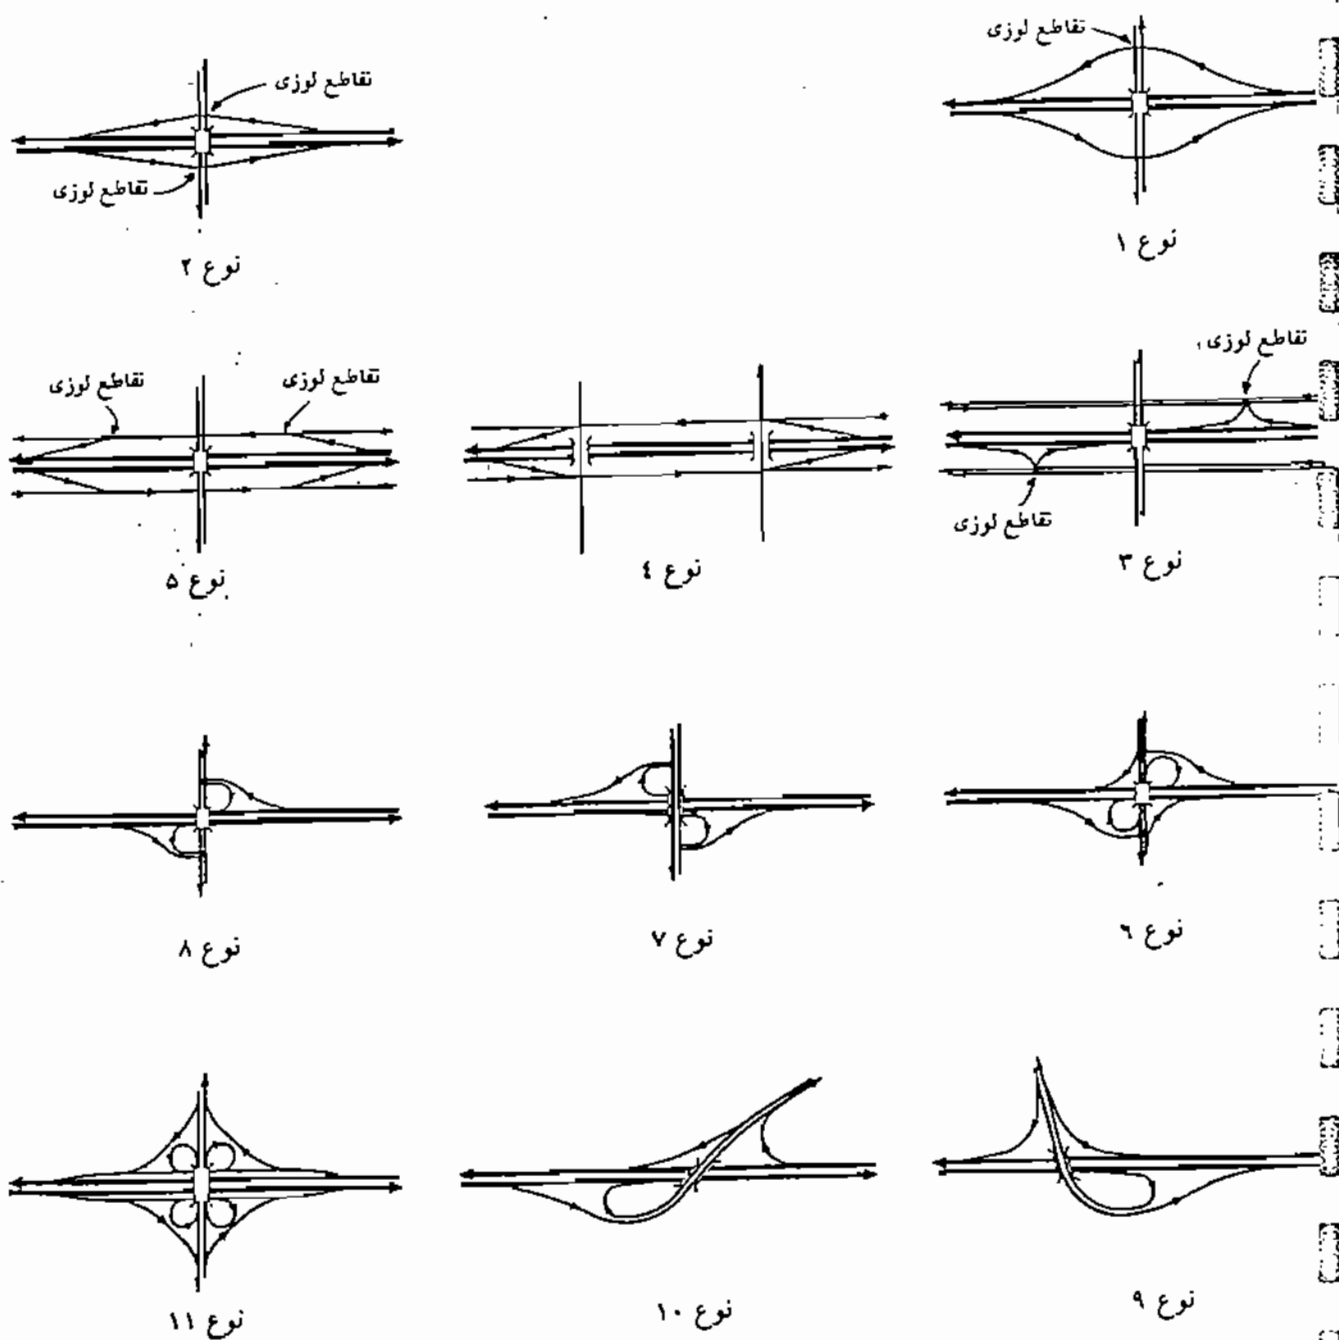 تقاطع لوزی
نوع ۱
تقاطع لوزی
تقاطع لوزی
نوع ۲
تقاطع لوزی
تقاطع لوزی
نوع ۳
نوع ٤
تقاطع لوزی
تقاطع لوزی
نوع ۵
نوع ٦
نوع ۷
نوع ۸
نوع ۹
نوع ۱۰
نوع ۱۱